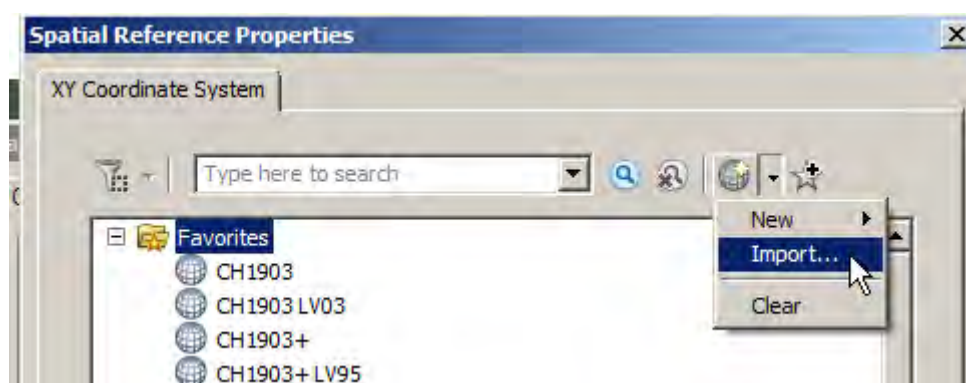 Spatial Reference Properties
XY Coordinate System
Type here to search
New
Import...
Clear
Favorites
CH1903
CH1903 LV03
CH1903+
CH1903+ LV95